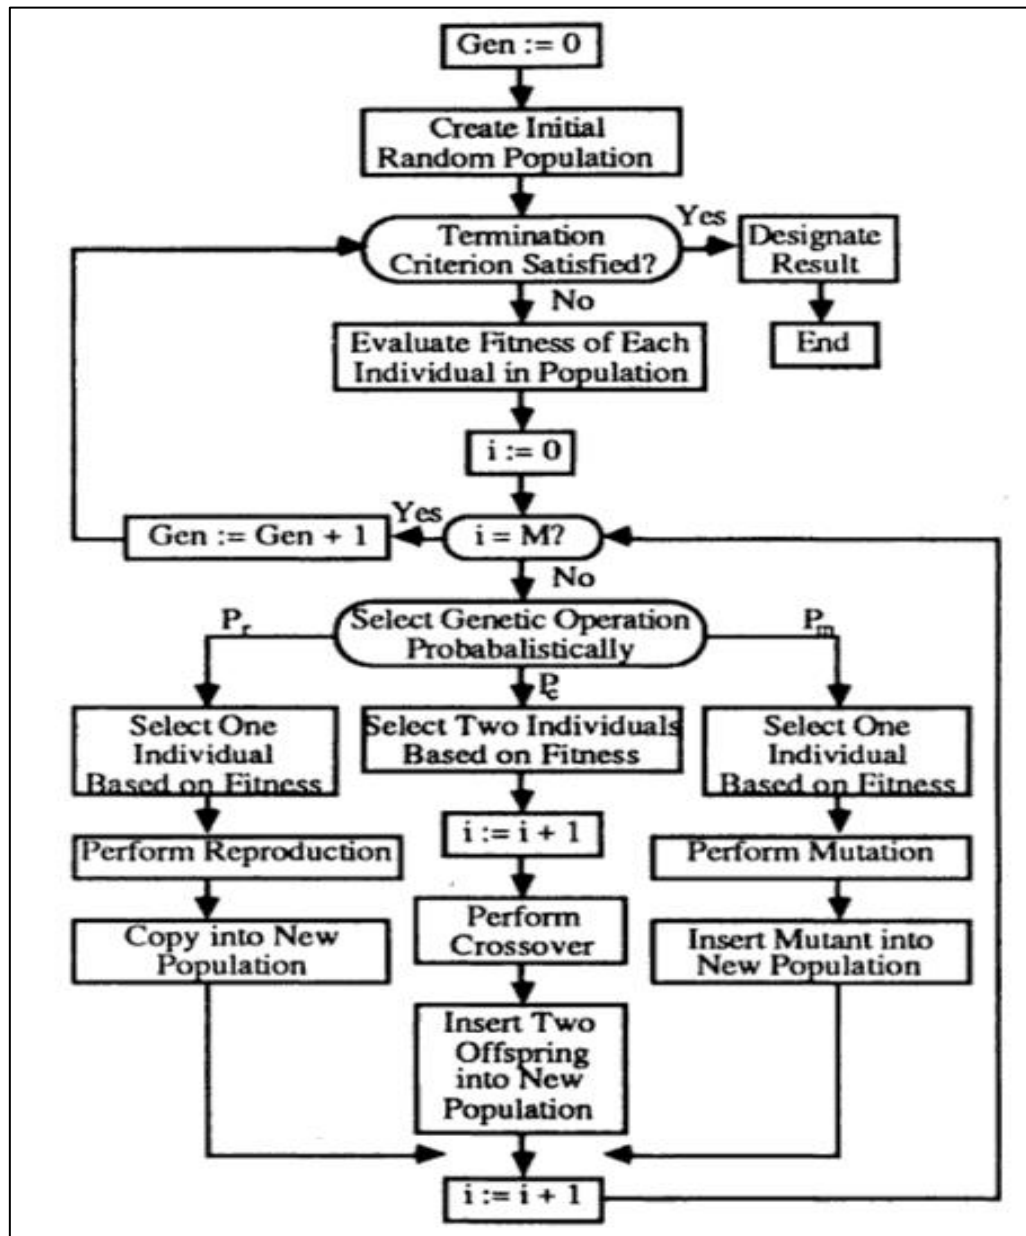 Gen := 0
Create Initial
Random Population
Termination
Criterion Satisfied?
Yes
Designate
Result
End
No
Evaluate Fitness of Each
Individual in Population
i := 0
i = M?
Yes
Gen := Gen + 1
No
Select Genetic Operation
Probabalistically
Pr
Pc
Pm
Select One
Individual
Based on Fitness
Perform Reproduction
Copy into New
Population
Select Two Individuals
Based on Fitness
i := i + 1
Perform
Crossover
Insert Two
Offspring
into New
Population
Select One
Individual
Based on Fitness
Perform Mutation
Insert Mutant into
New Population
i := i + 1